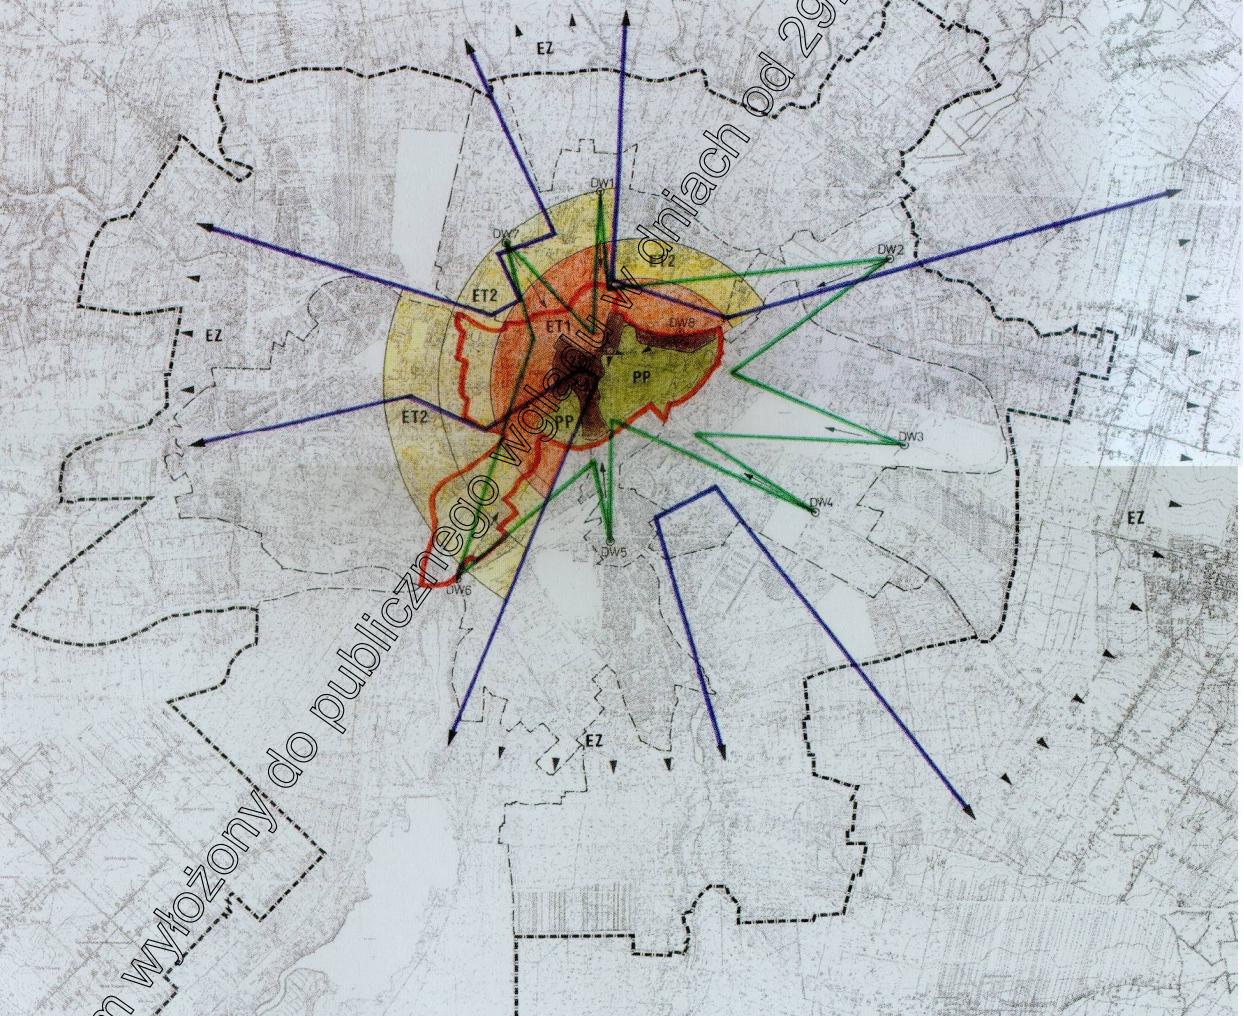 EZ
DW1
DW7
DW2
ET2
ET2
ET1
DW8
EZ
PP
ET2
PP
DW3
DW4
EZ
DW5
DW6
EZ
m wyłożony do publicznego wglądu w dniach od 29.